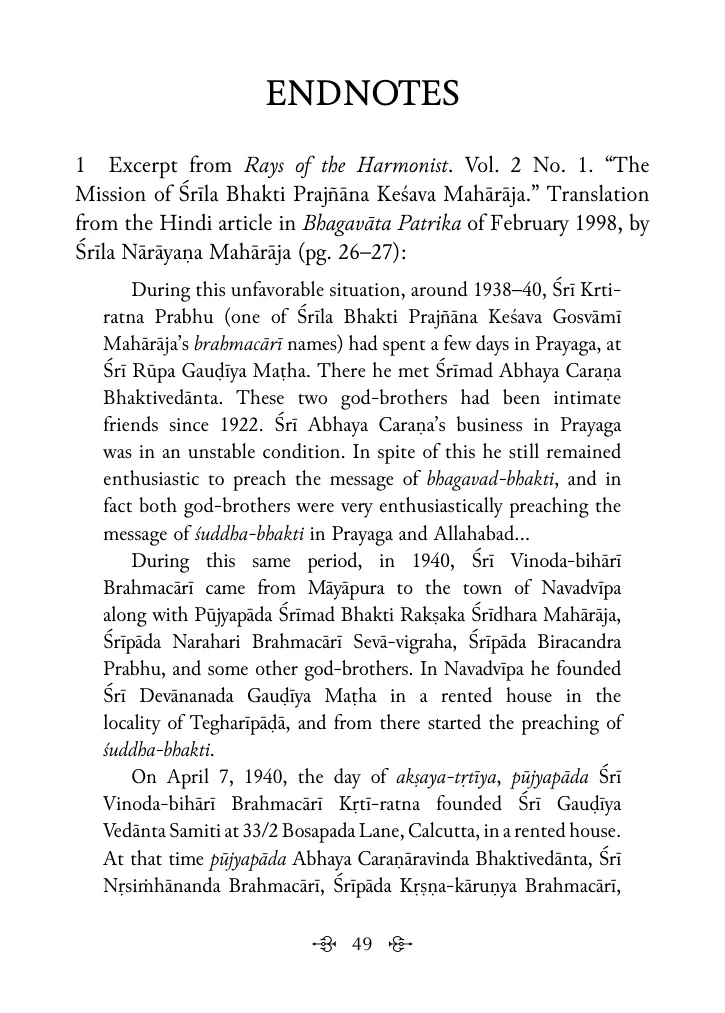 ENDNOTES
1 Excerpt from Rays of the Harmonist. Vol. 2 No. 1. “The
Mission of Śrīla Bhakti Prajñāna Keśava Mahārāja.” Translation
from the Hindi article in Bhagavāta Patrika of February 1998, by
Śrīla Nārāyaṇa Mahārāja (pg. 26–27):
During this unfavorable situation, around 1938–40, Śrī Krti-
ratna Prabhu (one of Śrīla Bhakti Prajñāna Keśava Gosvāmī
Mahārāja’s brahmacārī names) had spent a few days in Prayaga, at
Śrī Rūpa Gauḍīya Maṭha. There he met Śrīmad Abhaya Caraṇa
Bhaktivedānta. These two god-brothers had been intimate
friends since 1922. Śrī Abhaya Caraṇa’s business in Prayaga
was in an unstable condition. In spite of this he still remained
enthusiastic to preach the message of bhagavad-bhakti, and in
fact both god-brothers were very enthusiastically preaching the
message of śuddha-bhakti in Prayaga and Allahabad...
During this same period, in 1940, Śrī Vinoda-bihārī
Brahmacārī came from Māyāpura to the town of Navadvīpa
along with Pūjyapāda Śrīmad Bhakti Rakṣaka Śrīdhara Mahārāja,
Śrīpāda Narahari Brahmacārī Sevā-vigraha, Śrīpāda Biracandra
Prabhu, and some other god-brothers. In Navadvīpa he founded
Śrī Devānanada Gauḍīya Maṭha in a rented house in the
locality of Tegharīpāḍā, and from there started the preaching of
śuddha-bhakti.
On April 7, 1940, the day of akṣaya-tṛtīya, pūjyapāda Śrī
Vinoda-bihārī Brahmacārī Kṛtī-ratna founded Śrī Gauḍīya
Vedānta Samiti at 33/2 Bosapada Lane, Calcutta, in a rented house.
At that time pūjyapāda Abhaya Caraṇāravinda Bhaktivedānta, Śrī
Nṛsiṁhānanda Brahmacārī, Śrīpāda Kṛṣṇa-kāruṇya Brahmacārī,
49